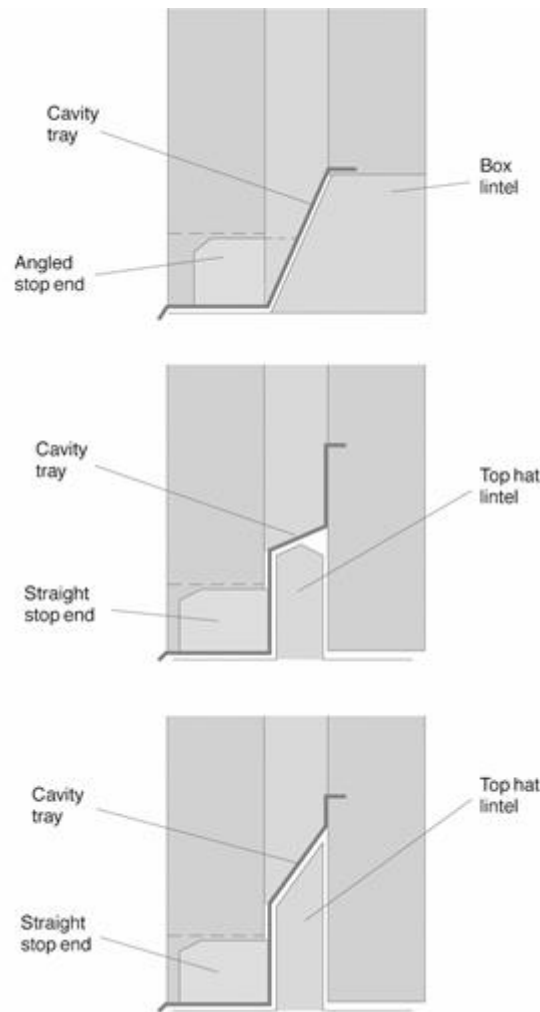 Cavity
tray
Box
lintel
Angled
stop end
Cavity
tray
Top hat
lintel
Straight
stop end
Cavity
tray
Top hat
lintel
Straight
stop end